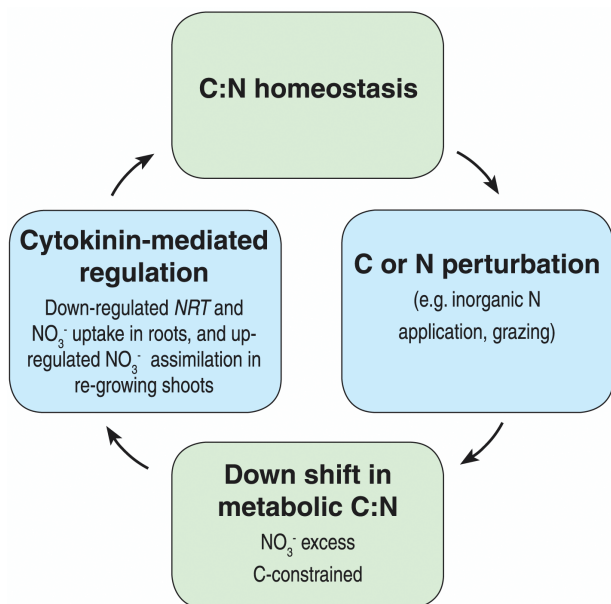 C:N homeostasis
C or N perturbation
(e.g. inorganic N
application, grazing)
Down shift in
metabolic C:N
NO₃⁻ excess
C-constrained
Cytokinin-mediated
regulation
Down-regulated NRT and
NO₃⁻ uptake in roots, and up-
regulated NO₃⁻ assimilation in
re-growing shoots